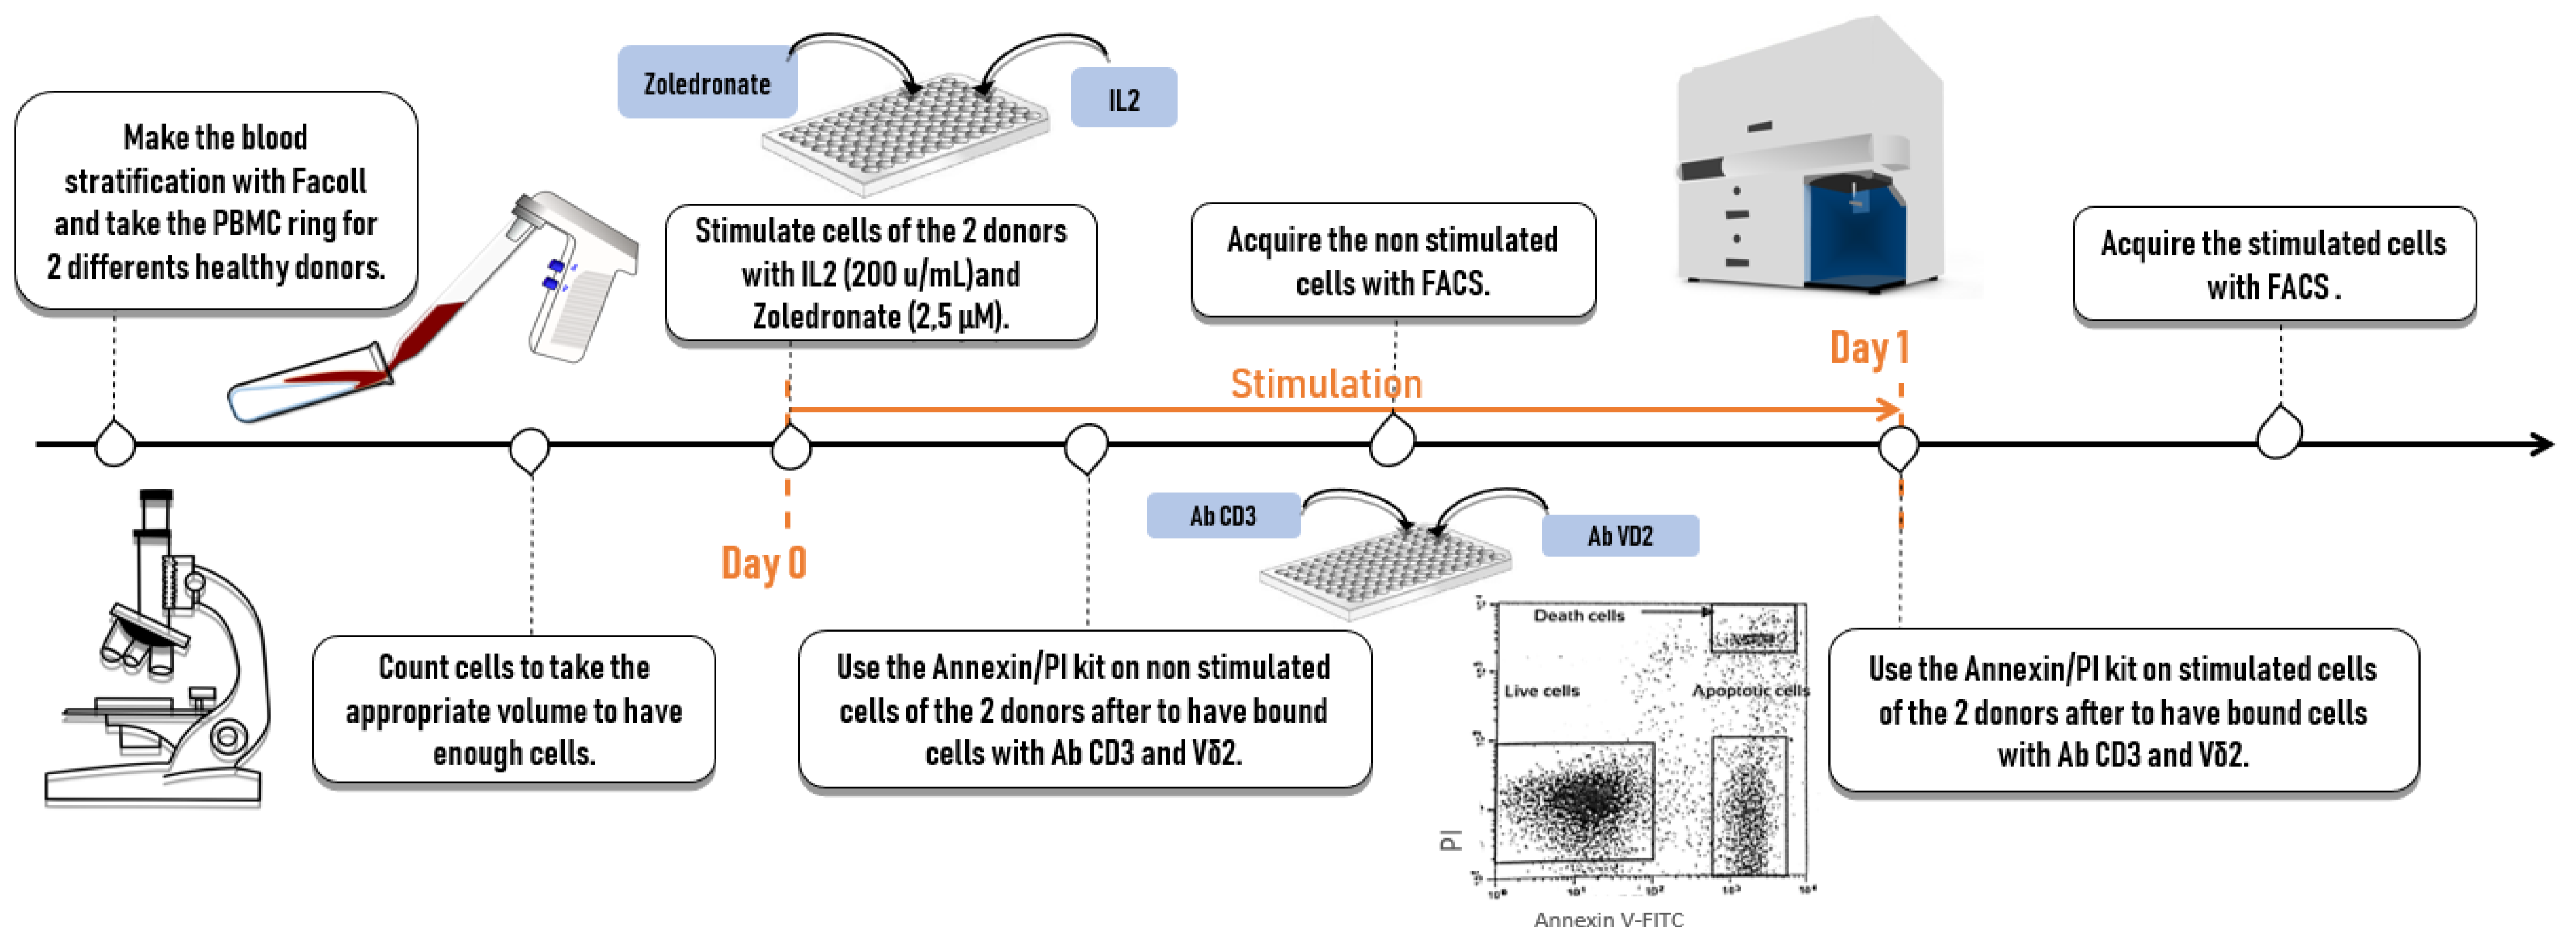 Zoledronate
IL2
Make the blood
stratification with Facoll
and take the PBMC ring for
2 differents healthy donors.
Stimulate cells of the 2 donors
with IL2 (200 u/mL)and
Zoledronate (2,5 µM).
Acquire the non stimulated
cells with FACS.
Acquire the stimulated cells
with FACS .
Day 1
Stimulation
Day 0
Ab CD3
Ab VD2
Count cells to take the
appropriate volume to have
enough cells.
Use the Annexin/PI kit on non stimulated
cells of the 2 donors after to have bound
cells with Ab CD3 and Vδ2.
Death cells
Live cells
Apoptotic cells
PI
10⁰ 10¹ 10² 10³ 10⁴
Annexin V-FITC
Use the Annexin/PI kit on stimulated cells
of the 2 donors after to have bound cells
with Ab CD3 and Vδ2.